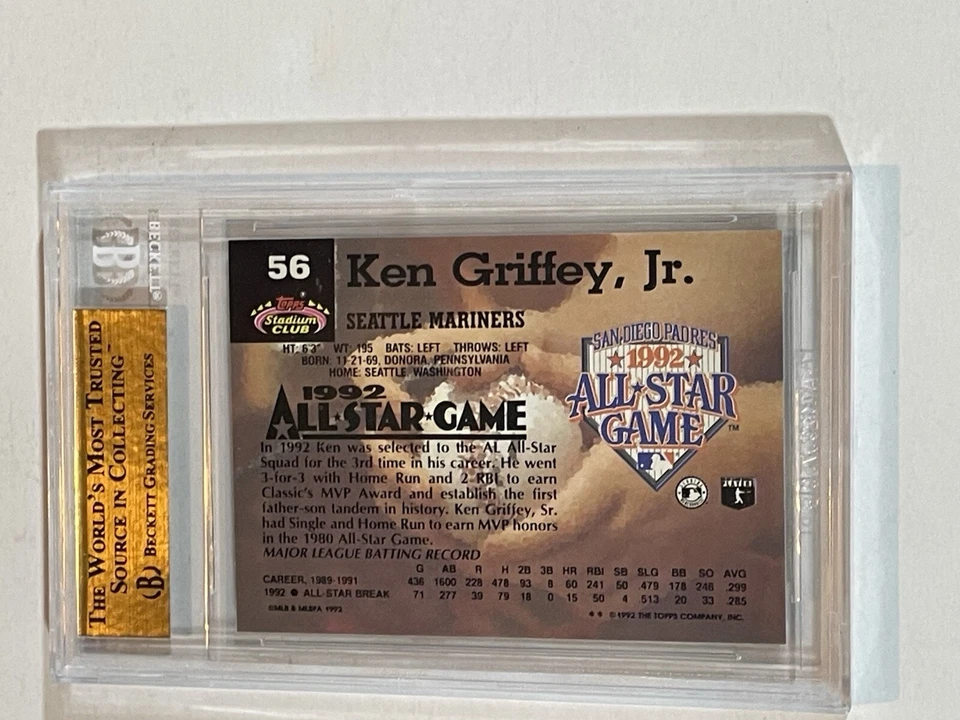 BECKETT®
B
THE WORLD'S MOST TRUSTED
SOURCE IN COLLECTING™
B BECKETT GRADING SERVICES
56
Topps
Stadium
CLUB
Ken Griffey, Jr.
SEATTLE MARINERS
HT: 6'3" WT: 195 BATS: LEFT THROWS: LEFT
BORN: 11-21-69, DONORA, PENNSYLVANIA
HOME: SEATTLE, WASHINGTON
1992
ALL★STAR★GAME
In 1992 Ken was selected to the AL All-Star
Squad for the 3rd time in his career. He went
3-for-3 with Home Run and 2 RBI to earn
Classic's MVP Award and establish the first
father-son tandem in history. Ken Griffey, Sr.
had Single and Home Run to earn MVP honors
in the 1980 All-Star Game.
SAN DIEGO PADRES
★1992★
ALL★STAR
GAME™
MAJOR LEAGUE BATTING RECORD
G AB R H 2B 3B HR RBI SB SLG BB SO AVG
CAREER, 1989-1991 436 1600 228 478 93 8 60 241 50 .479 178 246 .299
1992 ● ALL-STAR BREAK 71 277 39 79 18 0 15 50 4 .513 20 33 .285
©MLB & MLBPA 1992
** ©1992 THE TOPPS COMPANY, INC.